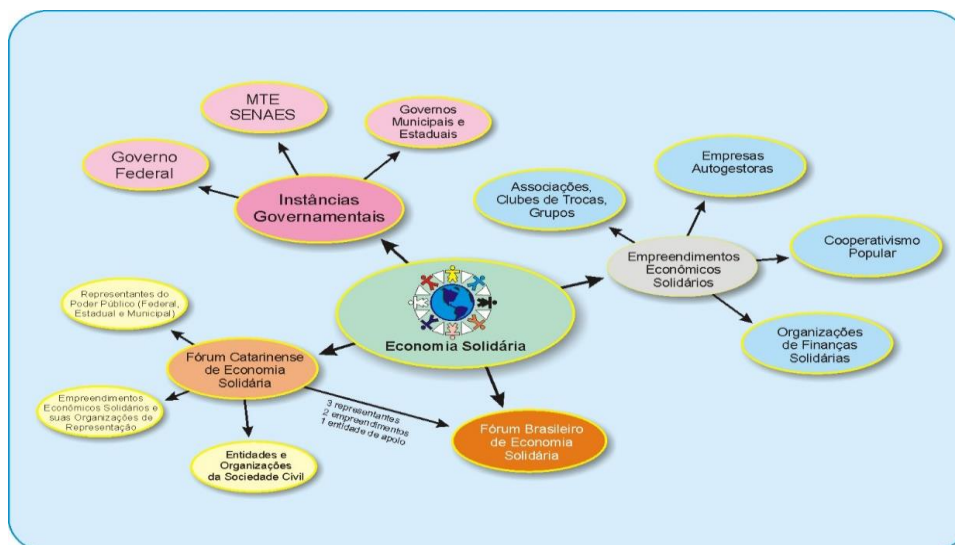 MTE
SENAES
Governos
Municipais e
Estaduais
Governo
Federal
Instâncias
Governamentais
Empresas
Autogestoras
Associações,
Clubes de Trocas,
Grupos
Empreendimentos
Econômicos
Solidários
Cooperativismo
Popular
Organizações
de Finanças
Solidárias
Economia Solidária
Representantes do
Poder Público (Federal,
Estadual e Municipal)
Fórum Catarinense
de Economia
Solidária
Empreendimentos
Econômicos Solidários e
suas Organizações de
Representação
Entidades e
Organizações
da Sociedade Civil
3 representantes
2 empreendimentos
1 entidade de apoio
Fórum Brasileiro
de Economia
Solidária